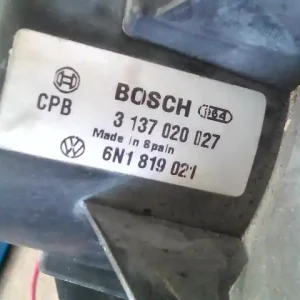 BOSCH
CPB
3 137 020 027
Made in Spain
6N1 819 021